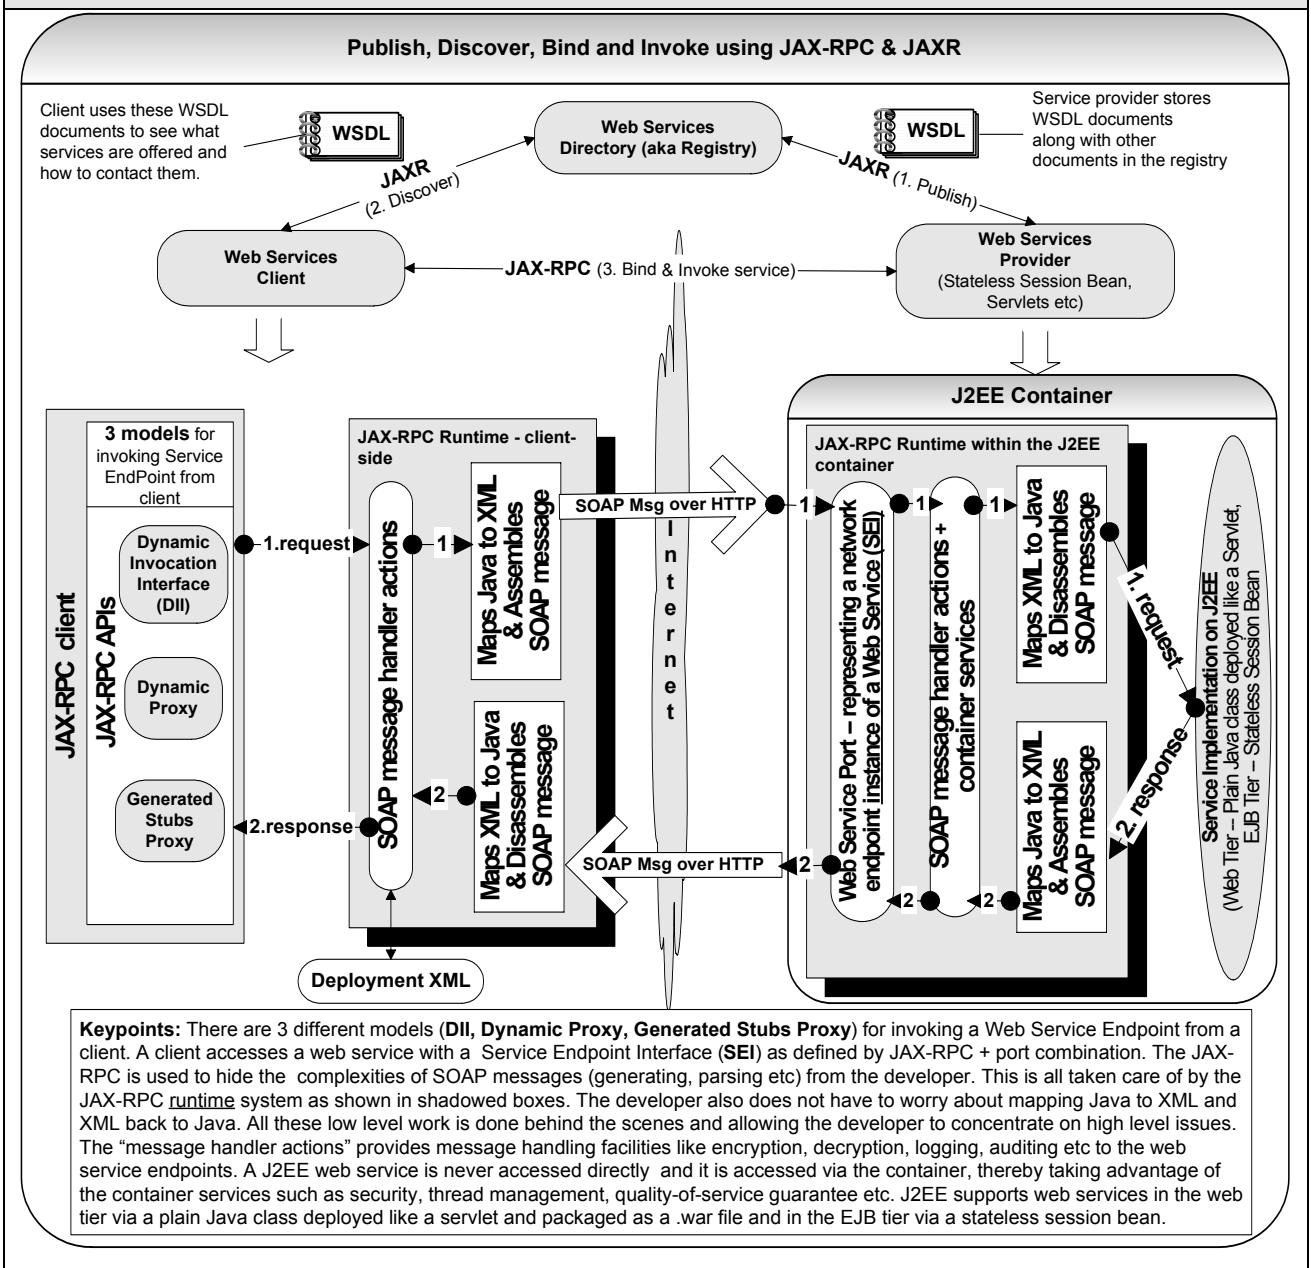 Publish, Discover, Bind and Invoke using JAX-RPC & JAXR
Client uses these WSDL
documents to see what
services are offered and
how to contact them.
WSDL
Web Services
Directory (aka Registry)
WSDL
Service provider stores
WSDL documents
along with other
documents in the registry
JAXR
(2. Discover)
JAXR (1. Publish)
Web Services
Client
JAX-RPC (3. Bind & Invoke service)
Web Services
Provider
(Stateless Session Bean,
Servlets etc)
J2EE Container
JAX-RPC client
JAX-RPC APIs
3 models for
invoking Service
EndPoint from
client
Dynamic
Invocation
Interface
(DII)
Dynamic
Proxy
Generated
Stubs
Proxy
1.request
2.response
JAX-RPC Runtime - client-
side
SOAP message handler actions
1
Maps Java to XML
& Assembles
SOAP message
2
Maps XML to Java
& Disassembles
SOAP message
Deployment XML
SOAP Msg over HTTP
Internet
SOAP Msg over HTTP
JAX-RPC Runtime within the J2EE
container
1
2
Web Service Port – representing a network
endpoint instance of a Web Service (SEI)
1
2
SOAP message handler actions +
container services
1
2
Maps XML to Java
& Disassembles
SOAP message
Maps Java to XML
& Assembles
SOAP message
1. request
2. response
Service Implementation on J2EE
(Web Tier – Plain Java class deployed like a Servlet,
EJB Tier – Stateless Session Bean
Keypoints: There are 3 different models (DII, Dynamic Proxy, Generated Stubs Proxy) for invoking a Web Service Endpoint from a
client. A client accesses a web service with a Service Endpoint Interface (SEI) as defined by JAX-RPC + port combination. The JAX-
RPC is used to hide the complexities of SOAP messages (generating, parsing etc) from the developer. This is all taken care of by the
JAX-RPC runtime system as shown in shadowed boxes. The developer also does not have to worry about mapping Java to XML and
XML back to Java. All these low level work is done behind the scenes and allowing the developer to concentrate on high level issues.
The “message handler actions” provides message handling facilities like encryption, decryption, logging, auditing etc to the web
service endpoints. A J2EE web service is never accessed directly and it is accessed via the container, thereby taking advantage of
the container services such as security, thread management, quality-of-service guarantee etc. J2EE supports web services in the web
tier via a plain Java class deployed like a servlet and packaged as a .war file and in the EJB tier via a stateless session bean.